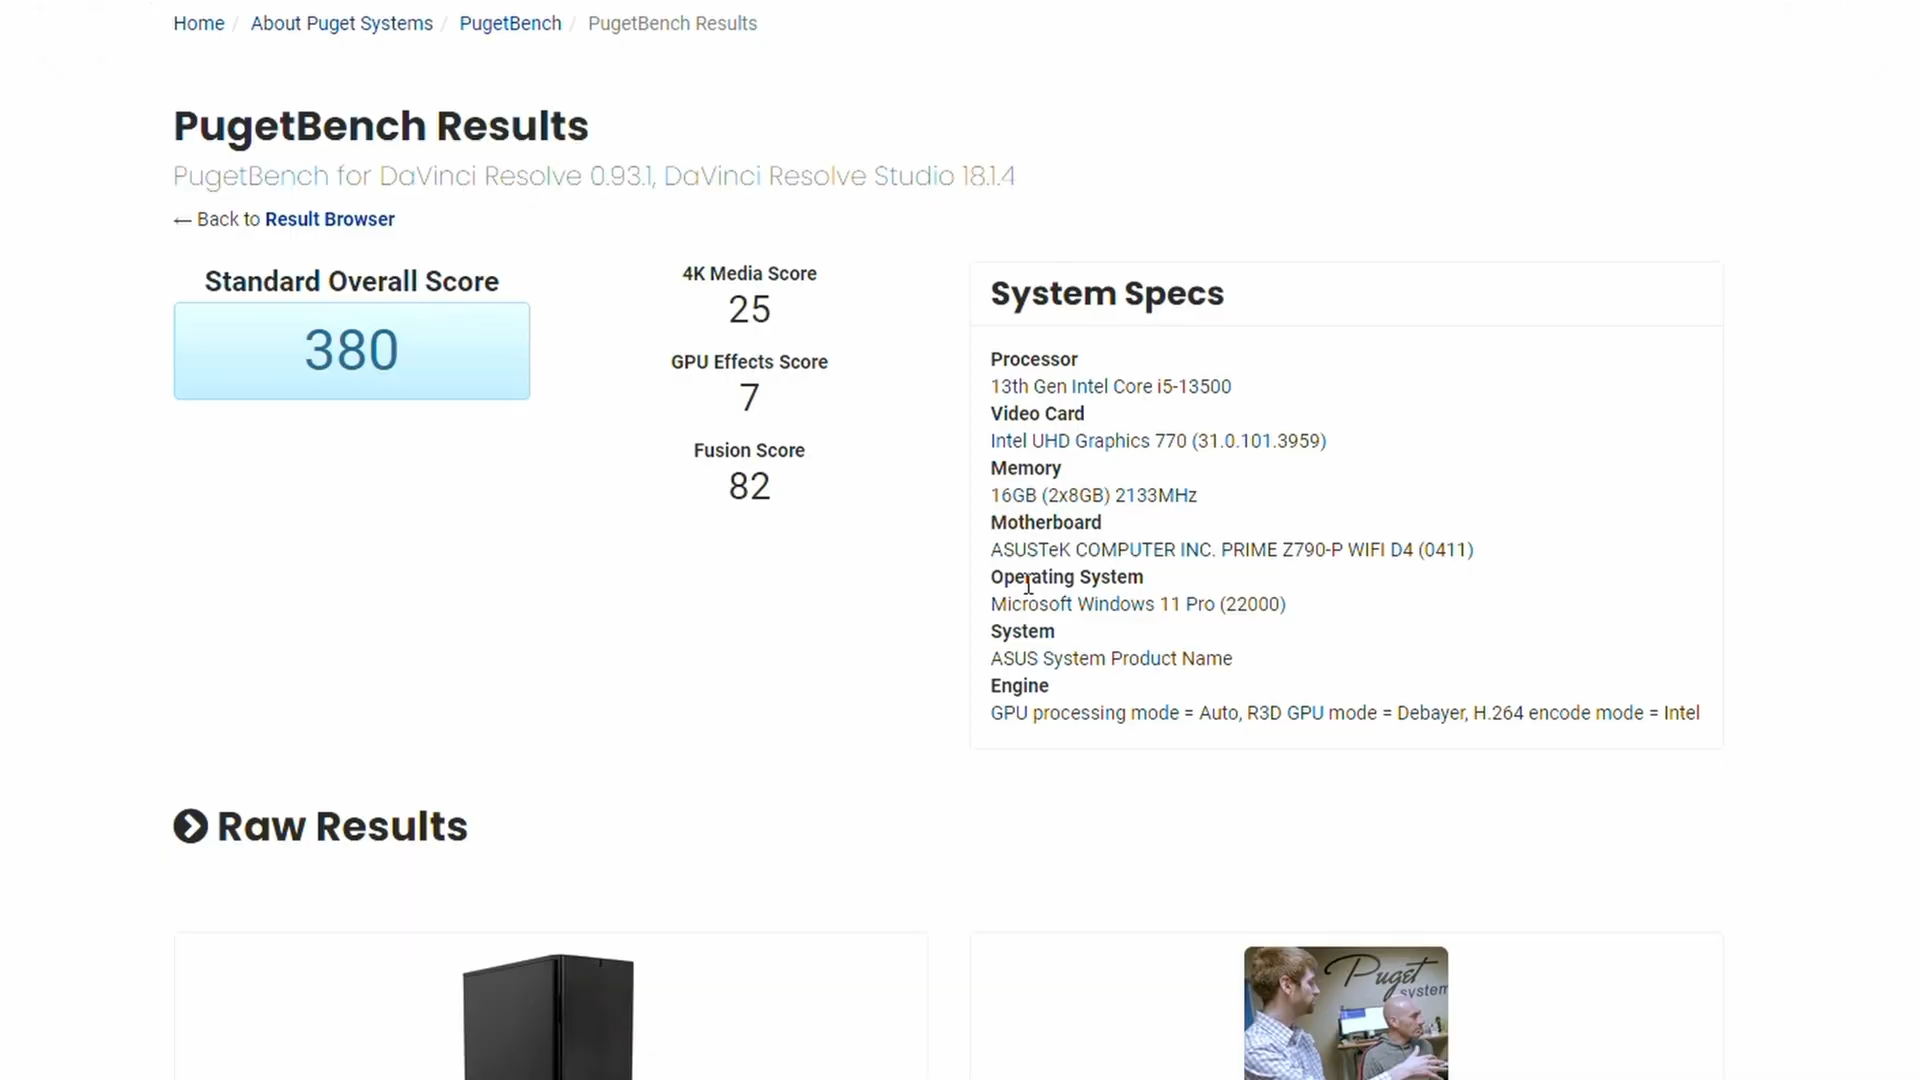 Home / About Puget Systems / PugetBench / PugetBench Results
PugetBench Results
PugetBench for DaVinci Resolve 0.93.1, DaVinci Resolve Studio 18.1.4
← Back to Result Browser
Standard Overall Score
380
4K Media Score
25
GPU Effects Score
7
Fusion Score
82
System Specs
Processor
13th Gen Intel Core i5-13500
Video Card
Intel UHD Graphics 770 (31.0.101.3959)
Memory
16GB (2x8GB) 2133MHz
Motherboard
ASUSTeK COMPUTER INC. PRIME Z790-P WIFI D4 (0411)
Operating System
Microsoft Windows 11 Pro (22000)
System
ASUS System Product Name
Engine
GPU processing mode = Auto, R3D GPU mode = Debayer, H.264 encode mode = Intel
Raw Results
Puget
system